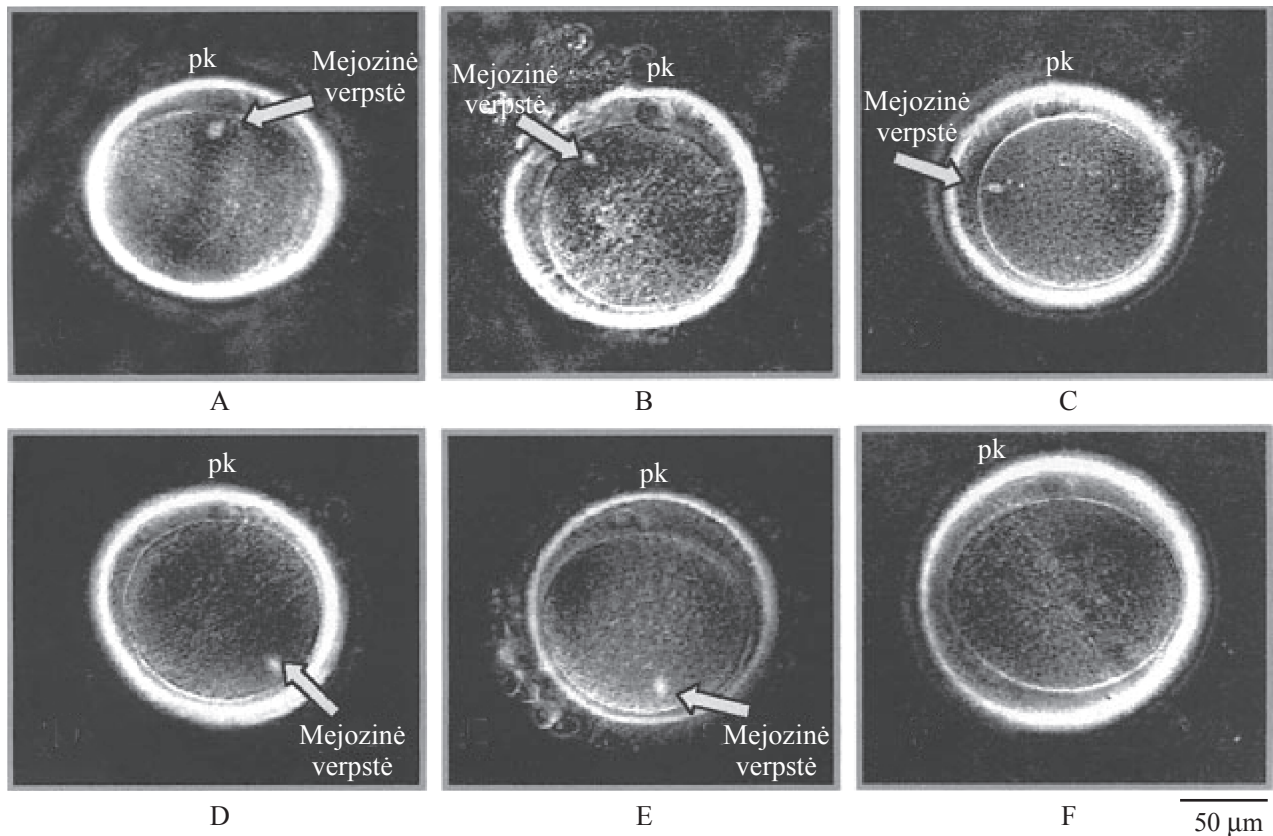 pk
Mejozinė
verpstė
A
Mejozinė
verpstė
pk
B
pk
Mejozinė
verpstė
C
pk
Mejozinė
verpstė
D
pk
Mejozinė
verpstė
E
pk
F
50 μm